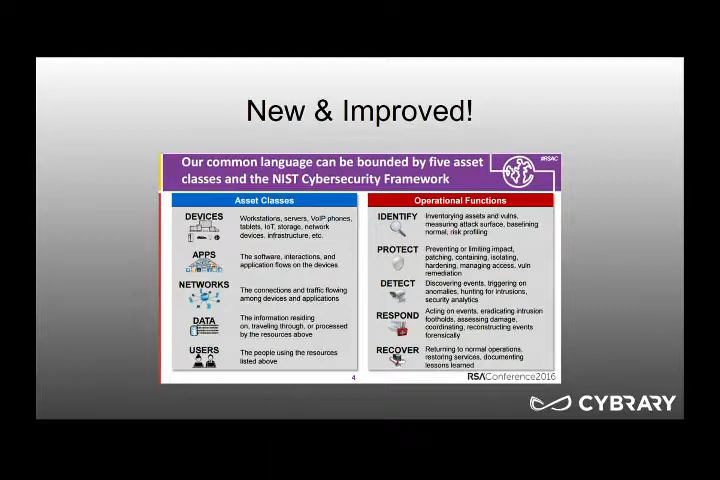 New & Improved!
Our common language can be bounded by five asset
classes and the NIST Cybersecurity Framework
#RSAC
Asset Classes
DEVICES
Workstations, servers, VoIP phones,
tablets, IoT, storage, network
devices, infrastructure, etc.
APPS
The software, interactions, and
application flows on the devices
NETWORKS
The connections and traffic flowing
among devices and applications
DATA
The information residing
on, traveling through, or processed
by the resources above
USERS
The people using the resources
listed above
Operational Functions
IDENTIFY
Inventorying assets and vulns,
measuring attack surface, baselining
normal, risk profiling
PROTECT
Preventing or limiting impact,
patching, containing, isolating,
hardening, managing access, vuln
remediation
DETECT
Discovering events, triggering on
anomalies, hunting for intrusions,
security analytics
RESPOND
Acting on events, eradicating intrusion
footholds, assessing damage,
coordinating, reconstructing events
forensically
RECOVER
Returning to normal operations,
restoring services, documenting
lessons learned
4
RSAConference2016
CYBRARY